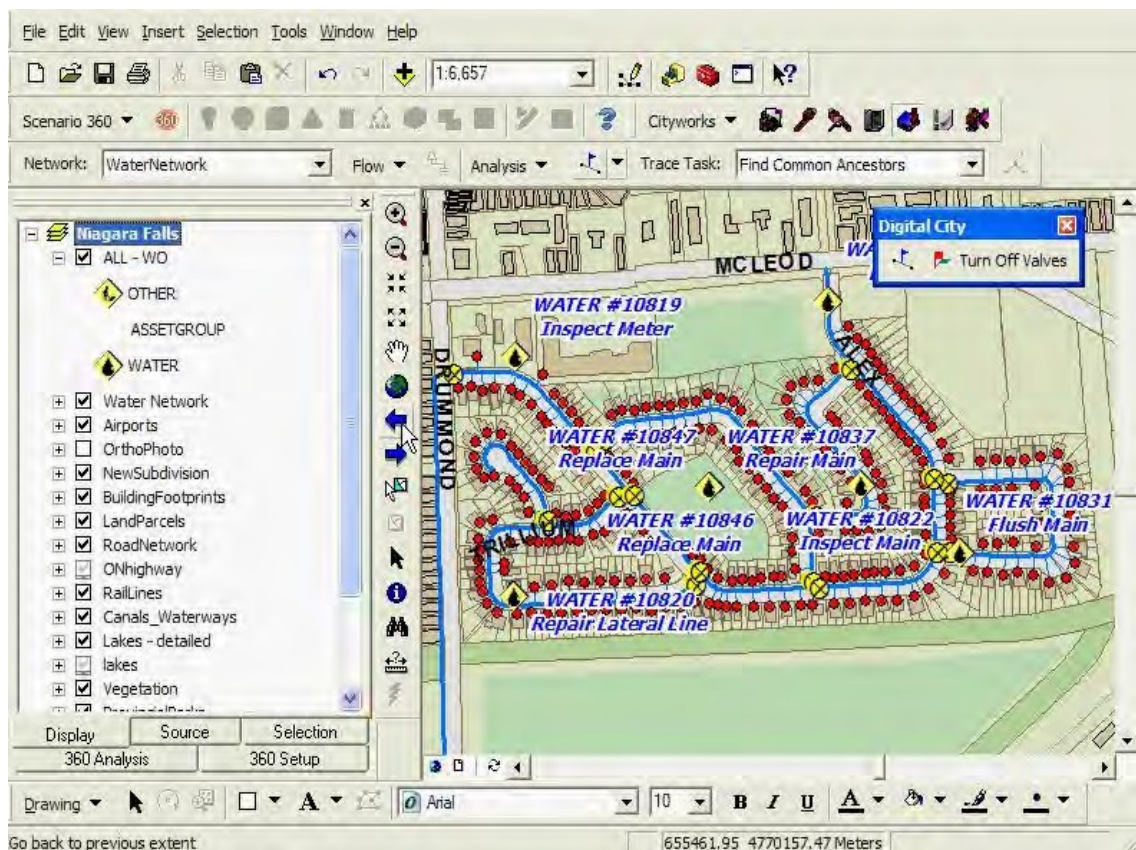 File Edit View Insert Selection Tools Window Help
1:6,657
Scenario 360 360 Cityworks
Network: WaterNetwork Flow Analysis Trace Task: Find Common Ancestors
Niagara Falls
ALL - WO
OTHER
ASSETGROUP
WATER
Water Network
Airports
OrthoPhoto
NewSubdivision
BuildingFootprints
LandParcels
RoadNetwork
ONhighway
RailLines
Canals_Waterways
Lakes - detailed
lakes
Vegetation
Display Source Selection
360 Analysis 360 Setup
Digital City
Turn Off Valves
MCLEOD
WATER #10819
Inspect Meter
DRUMMOND
ALEX
WATER #10847
Replace Main
WATER #10837
Repair Main
WATER #10831
Flush Main
WATER #10846
Replace Main
WATER #10822
Inspect Main
TRILLIUM
WATER #10820
Repair Lateral Line
Drawing A Arial 10 B I U A
Go back to previous extent 655461.95 4770157.47 Meters